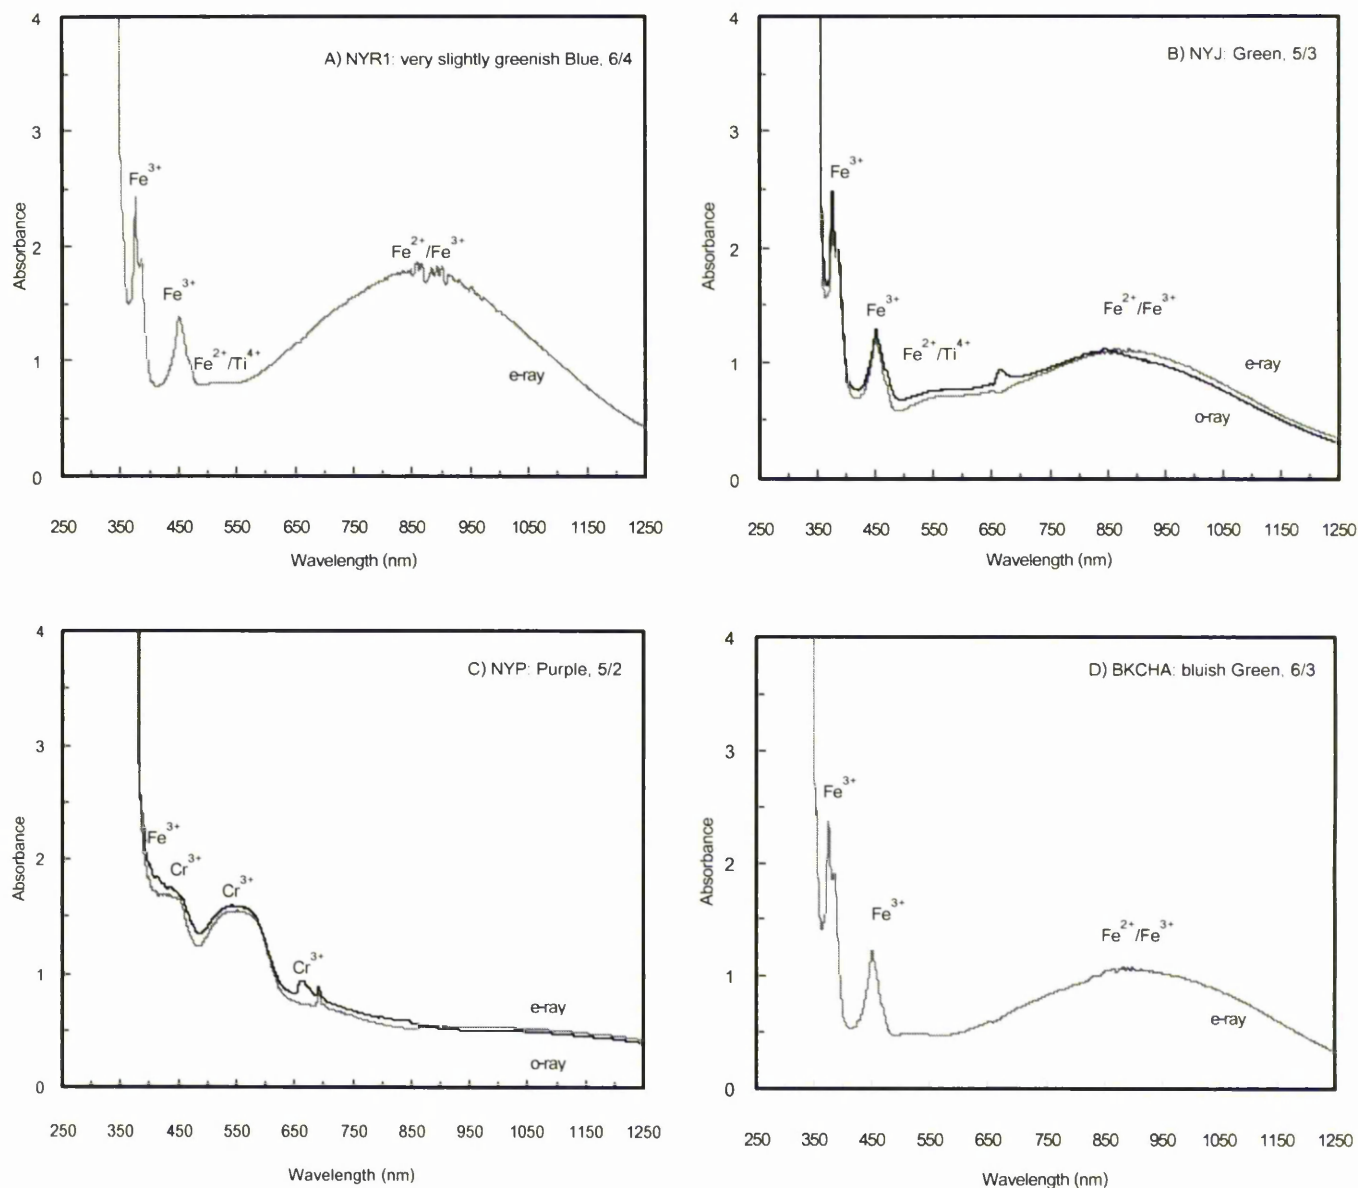 A) NYR1: very slightly greenish Blue, 6/4
4
3
2
1
0
Absorbance
Fe3+
Fe3+
Fe2+/Ti4+
Fe2+/Fe3+
e-ray
250 350 450 550 650 750 850 950 1050 1150 1250
Wavelength (nm)
B) NYJ: Green, 5/3
4
3
2
1
0
Absorbance
Fe3+
Fe3+
Fe2+/Ti4+
Fe2+/Fe3+
e-ray
o-ray
250 350 450 550 650 750 850 950 1050 1150 1250
Wavelength (nm)
C) NYP: Purple, 5/2
4
3
2
1
0
Absorbance
Fe3+
Cr3+
Cr3+
Cr3+
e-ray
o-ray
250 350 450 550 650 750 850 950 1050 1150 1250
Wavelength (nm)
D) BKCHA: bluish Green, 6/3
4
3
2
1
0
Absorbance
Fe3+
Fe3+
Fe2+/Fe3+
e-ray
250 350 450 550 650 750 850 950 1050 1150 1250
Wavelength (nm)